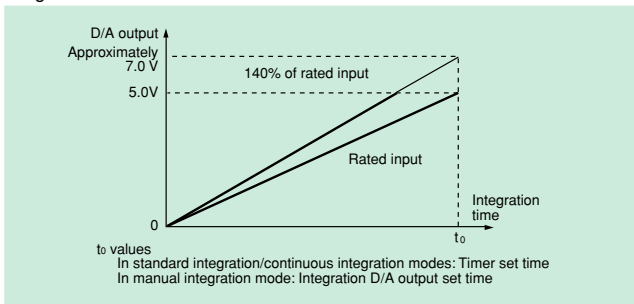 D/A output
Approximately
7.0 V
140% of rated input
5.0V
Rated input
Integration
time
0
t0
t0 values
In standard integration/continuous integration modes: Timer set time
In manual integration mode: Integration D/A output set time